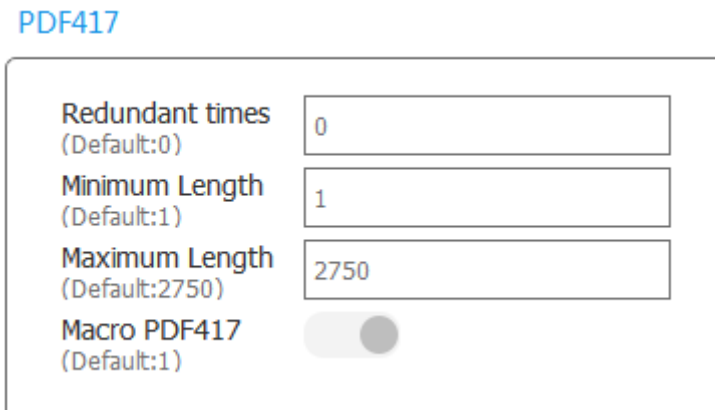 PDF417
Redundant times
(Default:0)
0
Minimum Length
(Default:1)
1
Maximum Length
(Default:2750)
2750
Macro PDF417
(Default:1)